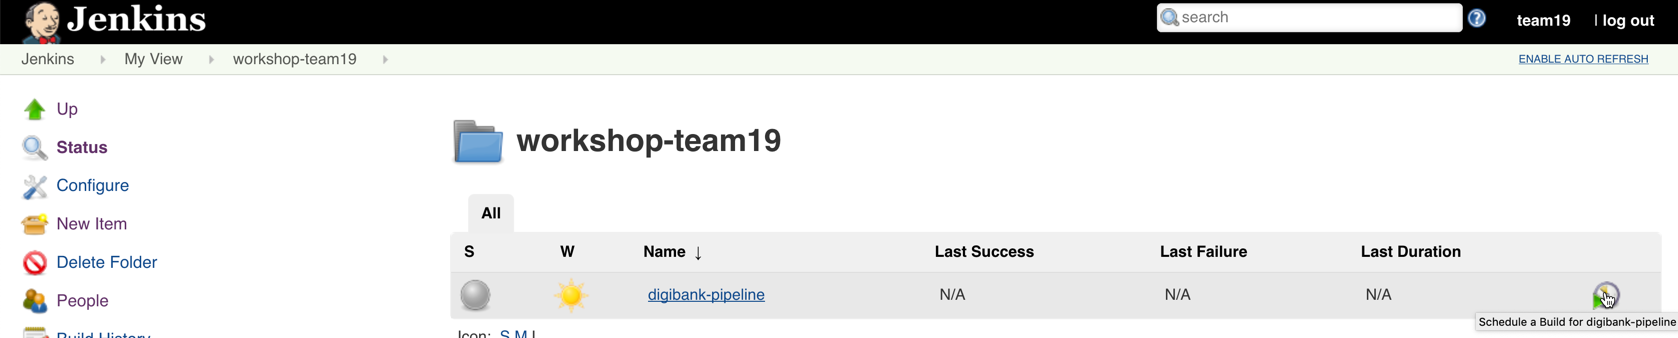 Jenkins
search
team19
| log out
Jenkins
My View
workshop-team19
ENABLE AUTO REFRESH
Up
Status
Configure
New Item
Delete Folder
People
Build History
workshop-team19
All
S W Name ↓ Last Success Last Failure Last Duration
digibank-pipeline N/A N/A N/A
Schedule a Build for digibank-pipeline
Icon: S M L